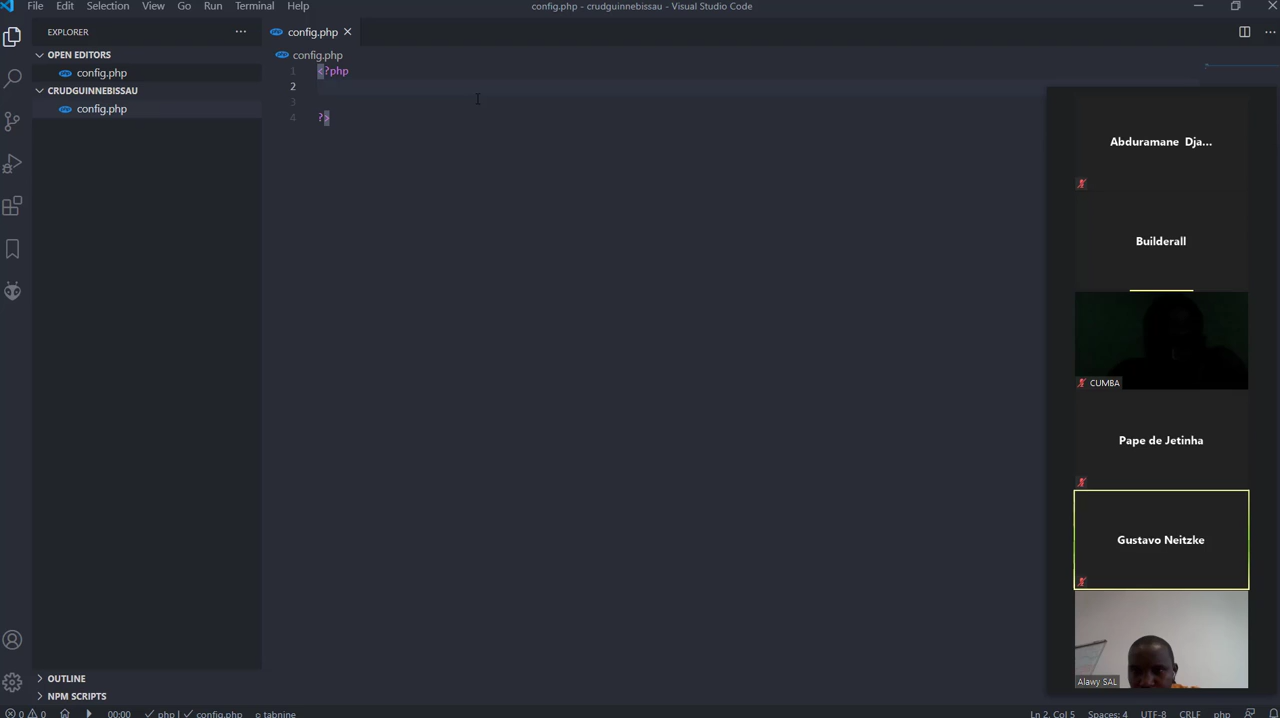 File Edit Selection View Go Run Terminal Help
config.php - crudguinnebissau - Visual Studio Code
EXPLORER
OPEN EDITORS
config.php
CRUDGUINNEBISSAU
config.php
OUTLINE
NPM SCRIPTS
config.php
config.php
1 <?php
2
3
4 ?>
Abduramane Dja...
Builderall
CUMBA
Pape de Jetinha
Gustavo Neitzke
Alawy SAL
0 0 00:00 php config.php tabnine
Ln 2, Col 5 Spaces: 4 UTF-8 CRLF php